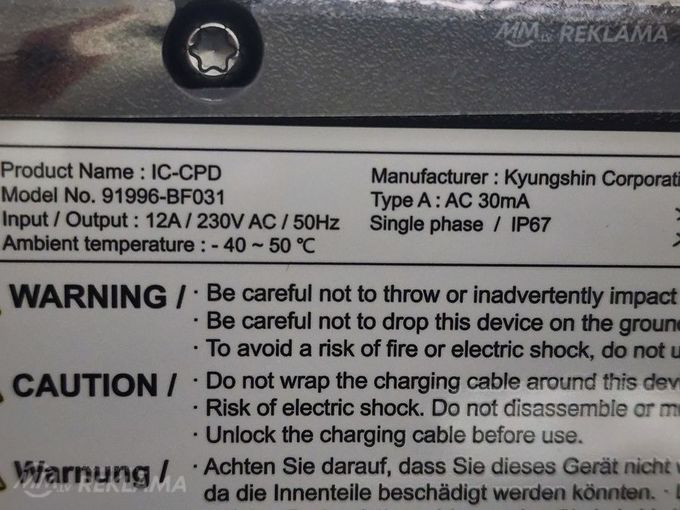 MM.lv REKLĀMA
Product Name : IC-CPD
Model No. 91996-BF031
Input / Output : 12A / 230V AC / 50Hz
Ambient temperature : - 40 ~ 50 ℃
Manufacturer : Kyungshin Corporati
Type A : AC 30mA
Single phase / IP67
WARNING / · Be careful not to throw or inadvertently impact
· Be careful not to drop this device on the groun
· To avoid a risk of fire or electric shock, do not u
CAUTION / · Do not wrap the charging cable around this dev
· Risk of electric shock. Do not disassemble or m
· Unlock the charging cable before use.
Warnung / · Achten Sie darauf, dass Sie dieses Gerät nicht
da die Innenteile beschädigt werden könnten. ·
MM.lv REKLĀMA